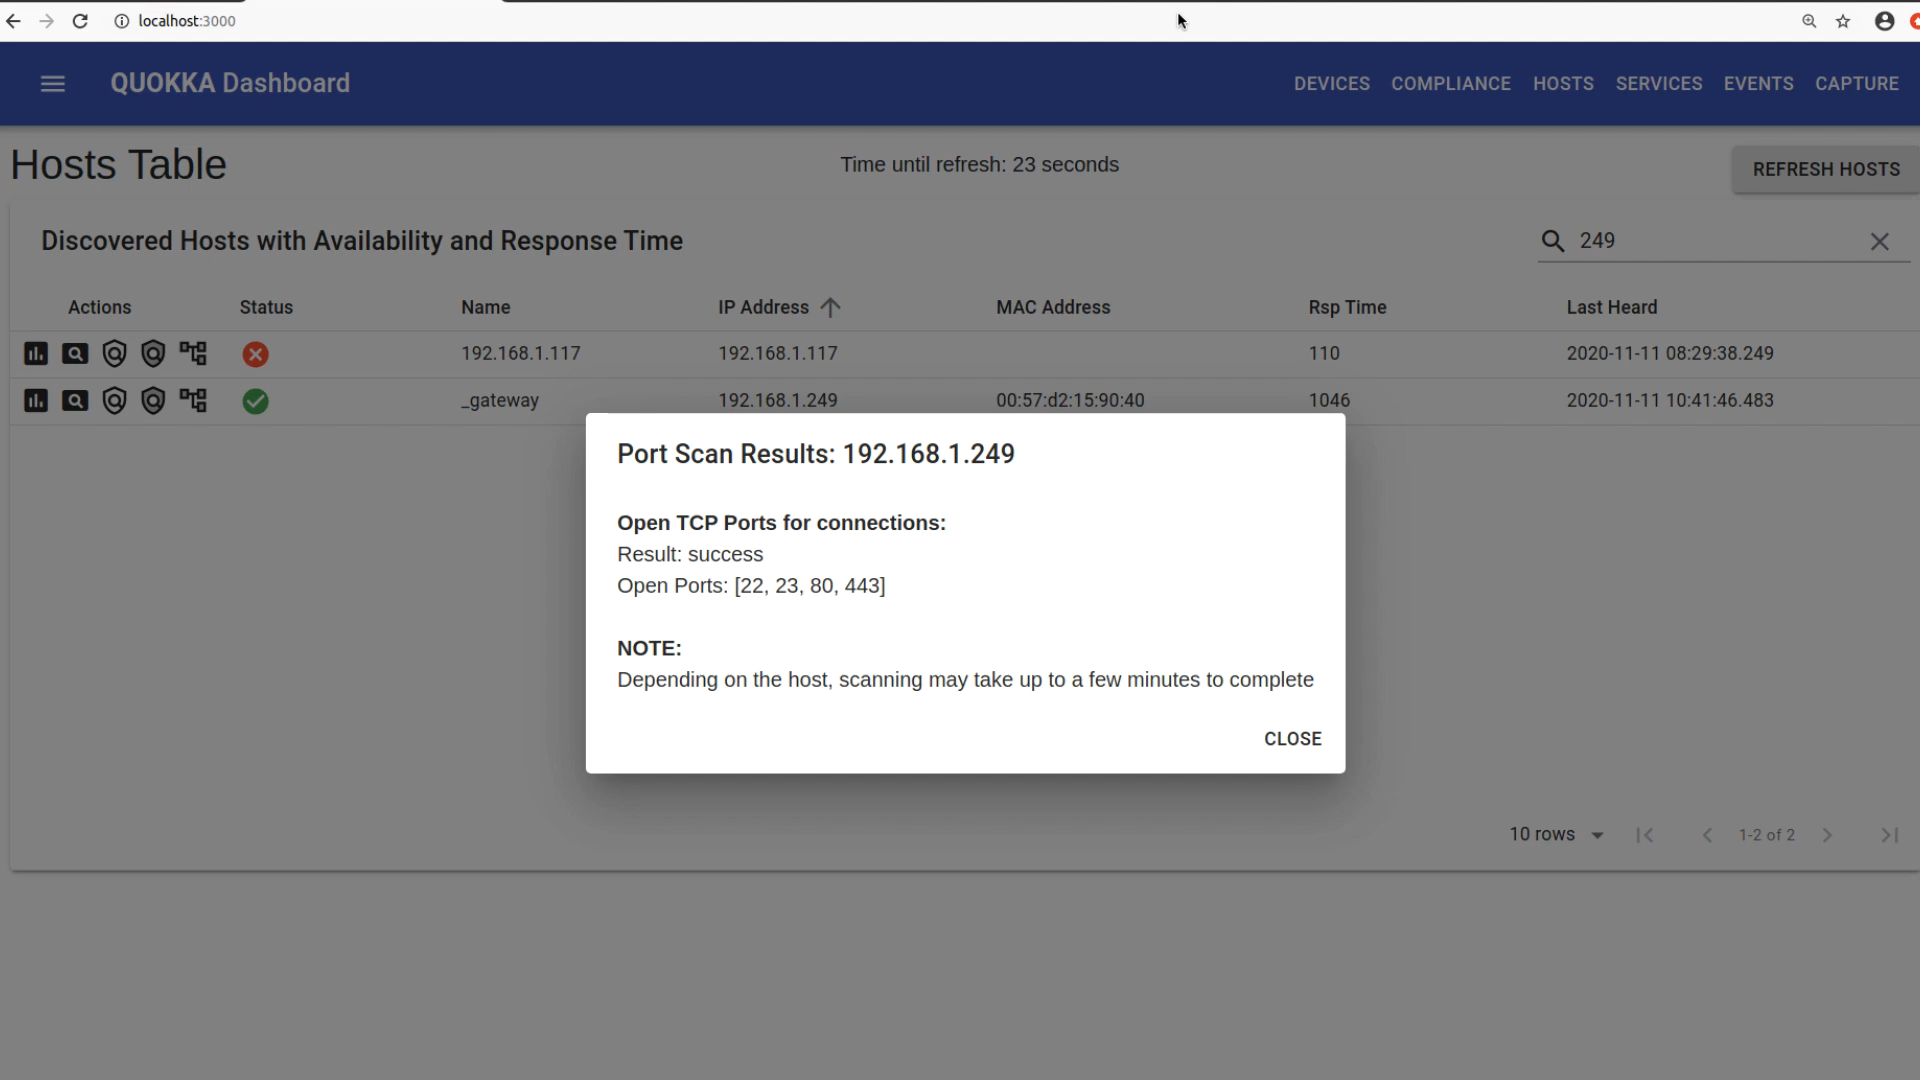 localhost:3000
QUOKKA Dashboard
DEVICES COMPLIANCE HOSTS SERVICES EVENTS CAPTURE
Hosts Table
Time until refresh: 23 seconds
REFRESH HOSTS
Discovered Hosts with Availability and Response Time
249
Actions Status Name IP Address MAC Address Rsp Time Last Heard
192.168.1.117 192.168.1.117 110 2020-11-11 08:29:38.249
_gateway 192.168.1.249 00:57:d2:15:90:40 1046 2020-11-11 10:41:46.483
Port Scan Results: 192.168.1.249
Open TCP Ports for connections:
Result: success
Open Ports: [22, 23, 80, 443]
NOTE:
Depending on the host, scanning may take up to a few minutes to complete
CLOSE
10 rows 1-2 of 2